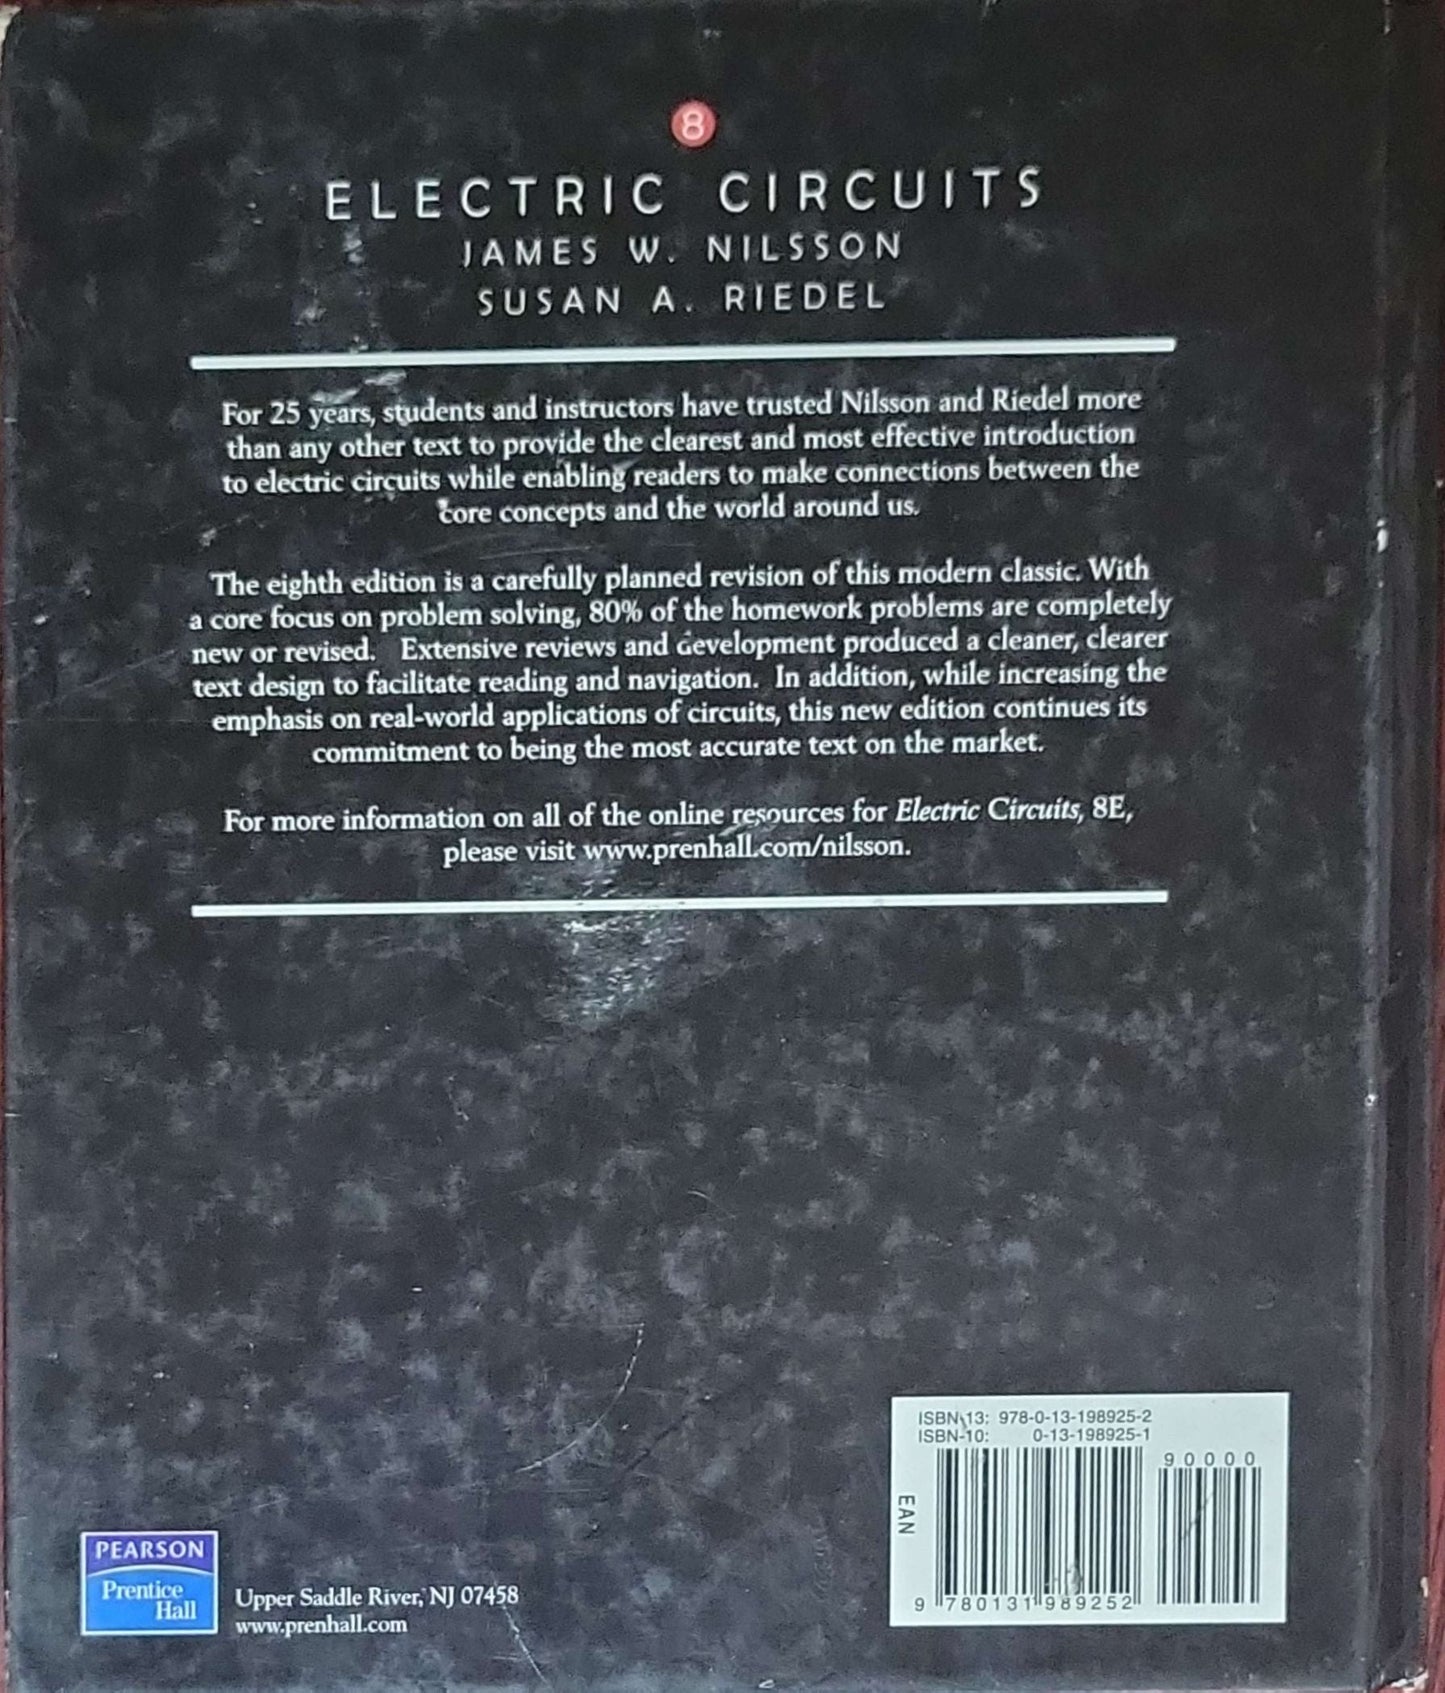 8
ELECTRIC CIRCUITS
JAMES W. NILSSON
SUSAN A. RIEDEL
For 25 years, students and instructors have trusted Nilsson and Riedel more
than any other text to provide the clearest and most effective introduction
to electric circuits while enabling readers to make connections between the
core concepts and the world around us.
The eighth edition is a carefully planned revision of this modern classic. With
a core focus on problem solving, 80% of the homework problems are completely
new or revised. Extensive reviews and development produced a cleaner, clearer
text design to facilitate reading and navigation. In addition, while increasing the
emphasis on real-world applications of circuits, this new edition continues its
commitment to being the most accurate text on the market.
For more information on all of the online resources for Electric Circuits, 8E,
please visit www.prenhall.com/nilsson.
ISBN-13: 978-0-13-198925-2
ISBN-10: 0-13-198925-1
90000
EAN
9 780131 989252
PEARSON
Prentice
Hall
Upper Saddle River, NJ 07458
www.prenhall.com